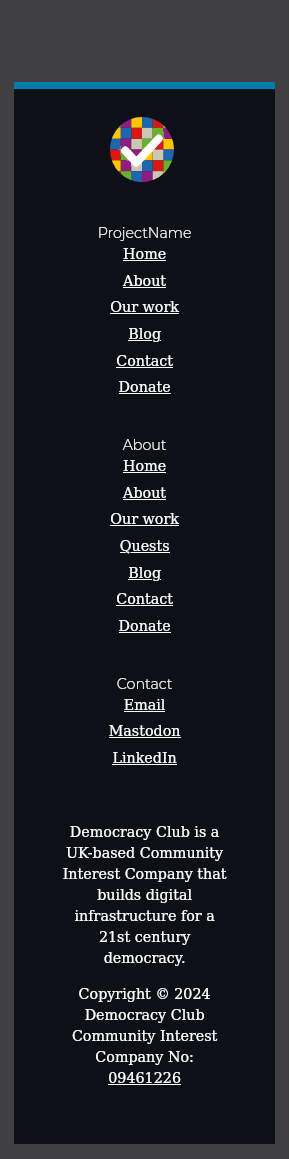 ProjectName
Home
About
Our work
Blog
Contact
Donate
About
Home
About
Our work
Quests
Blog
Contact
Donate
Contact
Email
Mastodon
LinkedIn
Democracy Club is a
UK-based Community
Interest Company that
builds digital
infrastructure for a
21st century
democracy.
Copyright © 2024
Democracy Club
Community Interest
Company No:
09461226